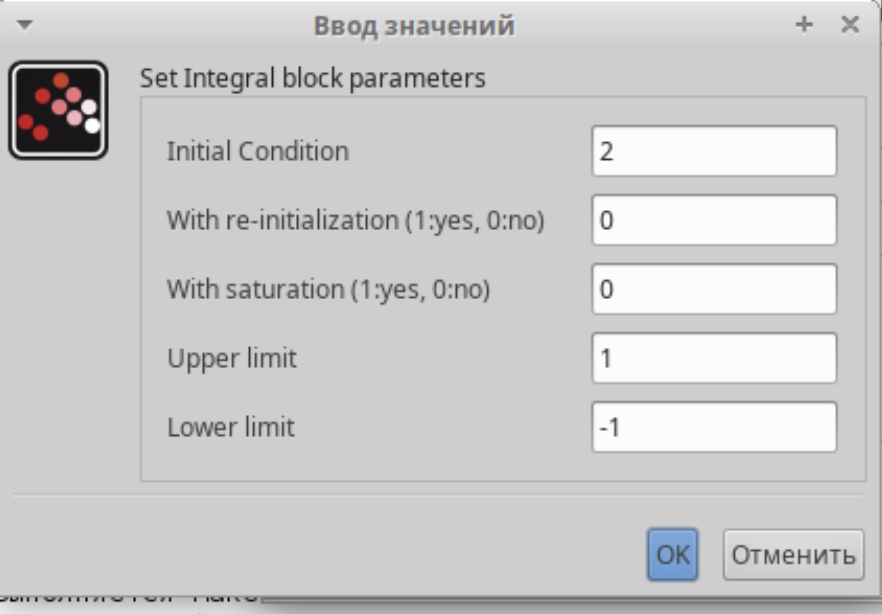 Ввод значений
Set Integral block parameters
Initial Condition 2
With re-initialization (1:yes, 0:no) 0
With saturation (1:yes, 0:no) 0
Upper limit 1
Lower limit -1
OK Отменить